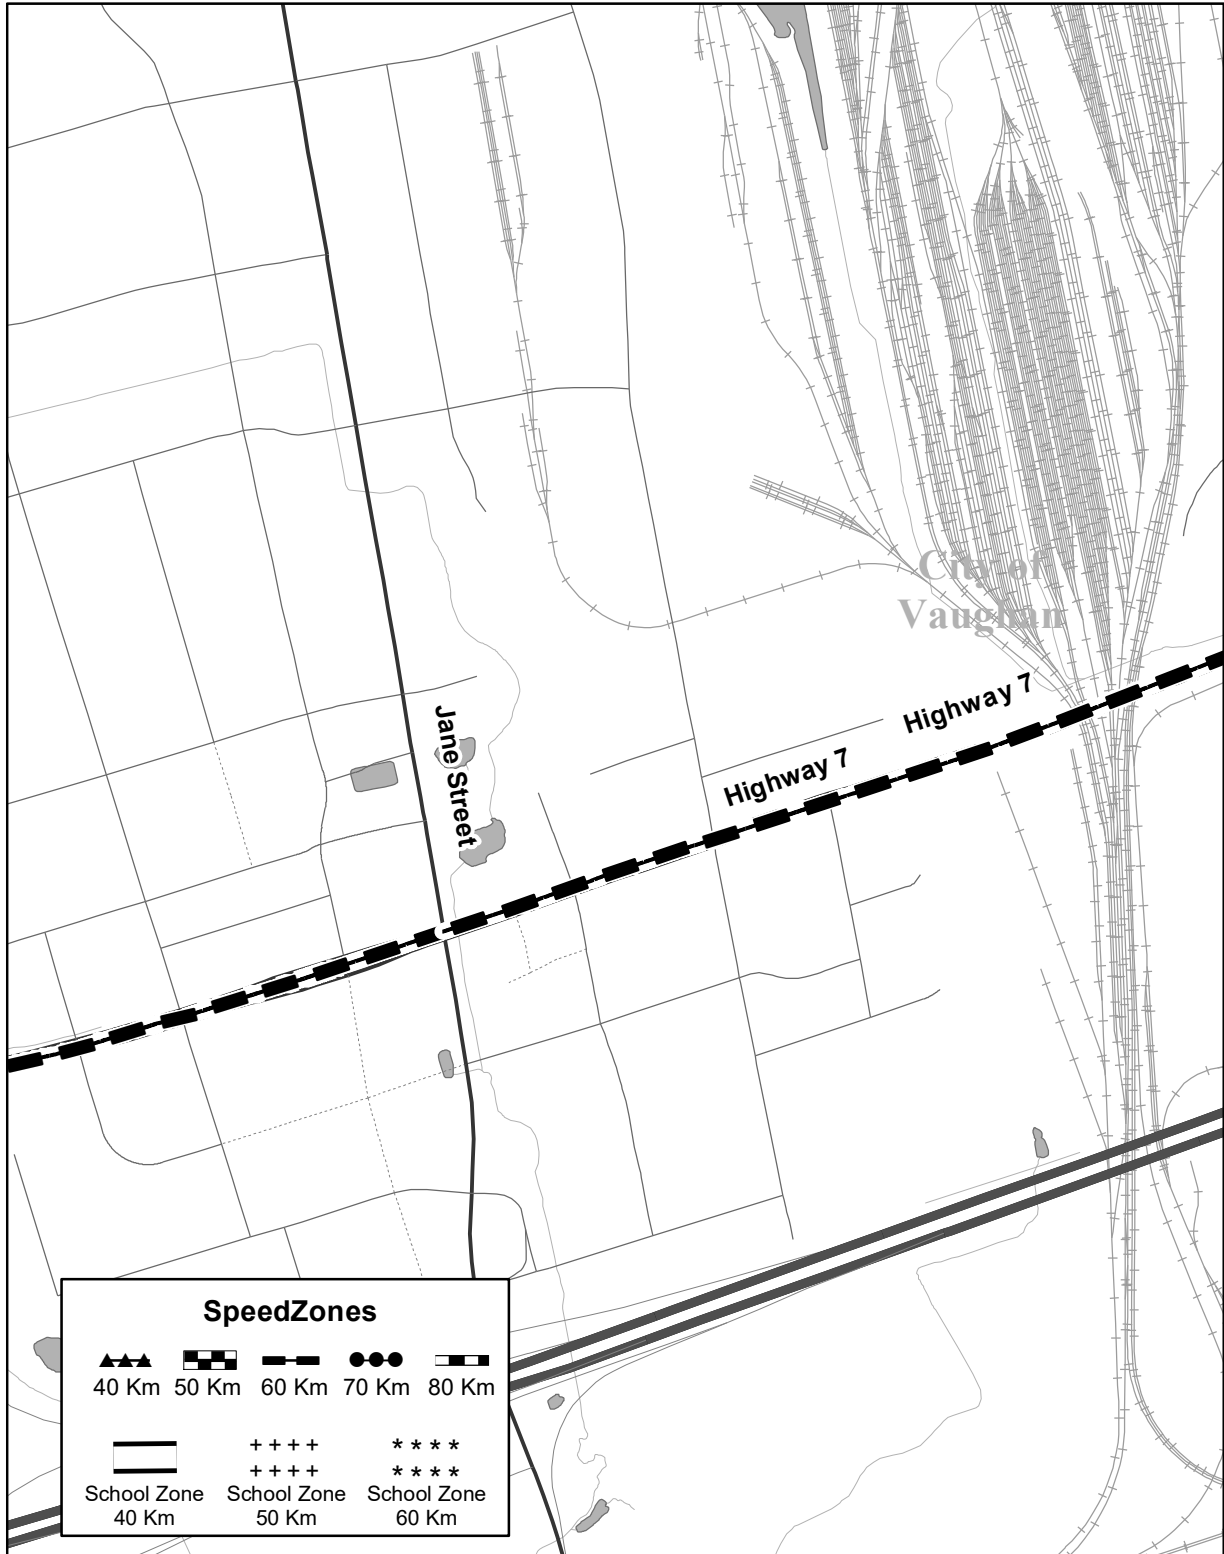 City of
Vaughan
Highway 7
Highway 7
Jane Street
SpeedZones
40 Km 50 Km 60 Km 70 Km 80 Km
School Zone School Zone School Zone
40 Km 50 Km 60 Km